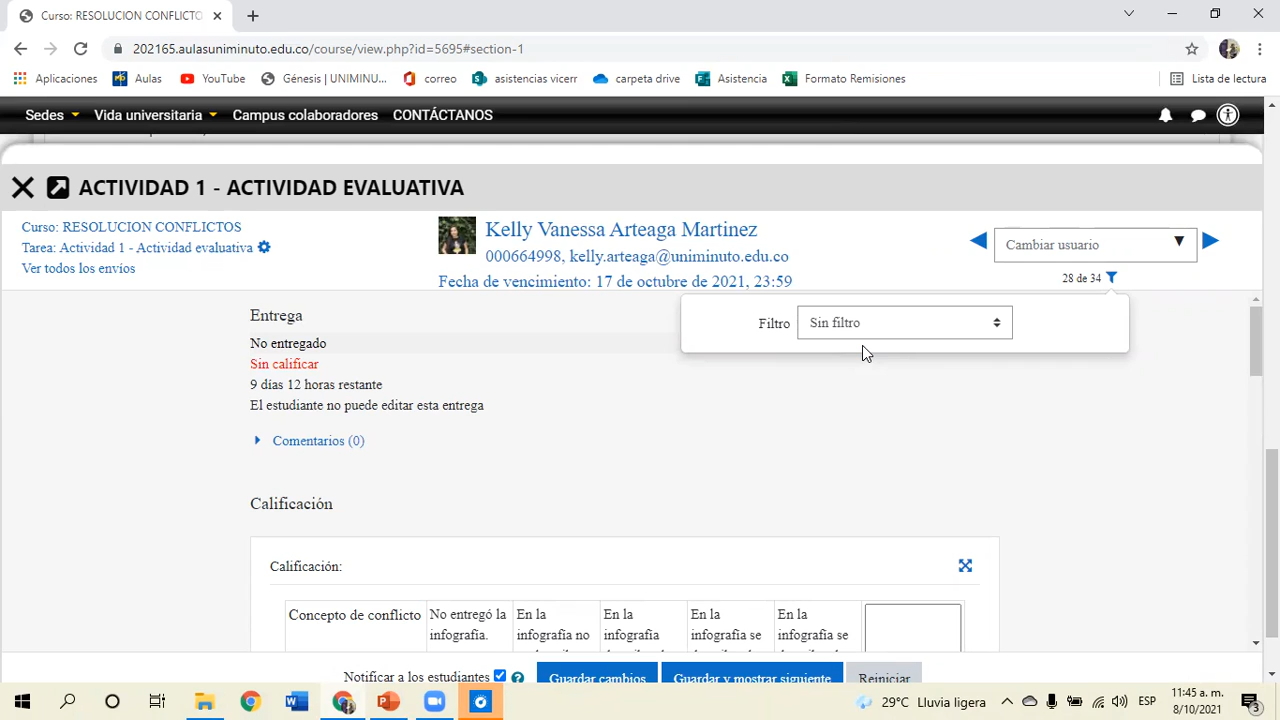 Curso: RESOLUCION CONFLICTO
202165.aulasuniminuto.edu.co/course/view.php?id=5695#section-1
Aplicaciones Aulas YouTube Génesis | UNIMINU... correo asistencias vicerr carpeta drive Asistencia Formato Remisiones Lista de lectura
Sedes Vida universitaria Campus colaboradores CONTÁCTANOS
ACTIVIDAD 1 - ACTIVIDAD EVALUATIVA
Curso: RESOLUCION CONFLICTOS
Tarea: Actividad 1 - Actividad evaluativa
Ver todos los envíos
Kelly Vanessa Arteaga Martinez
000664998, kelly.arteaga@uniminuto.edu.co
Fecha de vencimiento: 17 de octubre de 2021, 23:59
Cambiar usuario
28 de 34
Filtro Sin filtro
Entrega
No entregado
Sin calificar
9 días 12 horas restante
El estudiante no puede editar esta entrega
Comentarios (0)
Calificación
Calificación:
Concepto de conflicto No entregó la En la En la En la En la
infografía. infografía no infografía infografía se infografía se
Notificar a los estudiantes Guardar cambios Guardar y mostrar siguiente Reiniciar
29°C Lluvia ligera ESP 11:45 a. m.
8/10/2021 3